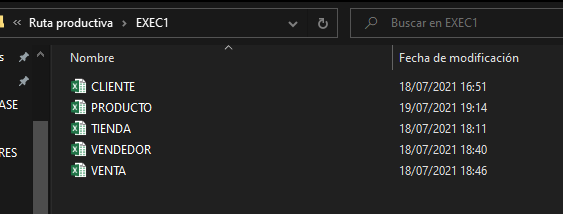 « Ruta productiva > EXEC1
Buscar en EXEC1
s
Nombre
Fecha de modificación
CLIENTE
18/07/2021 16:51
ASE
PRODUCTO
19/07/2021 19:14
TIENDA
18/07/2021 18:11
RES
VENDEDOR
18/07/2021 18:40
VENTA
18/07/2021 18:46